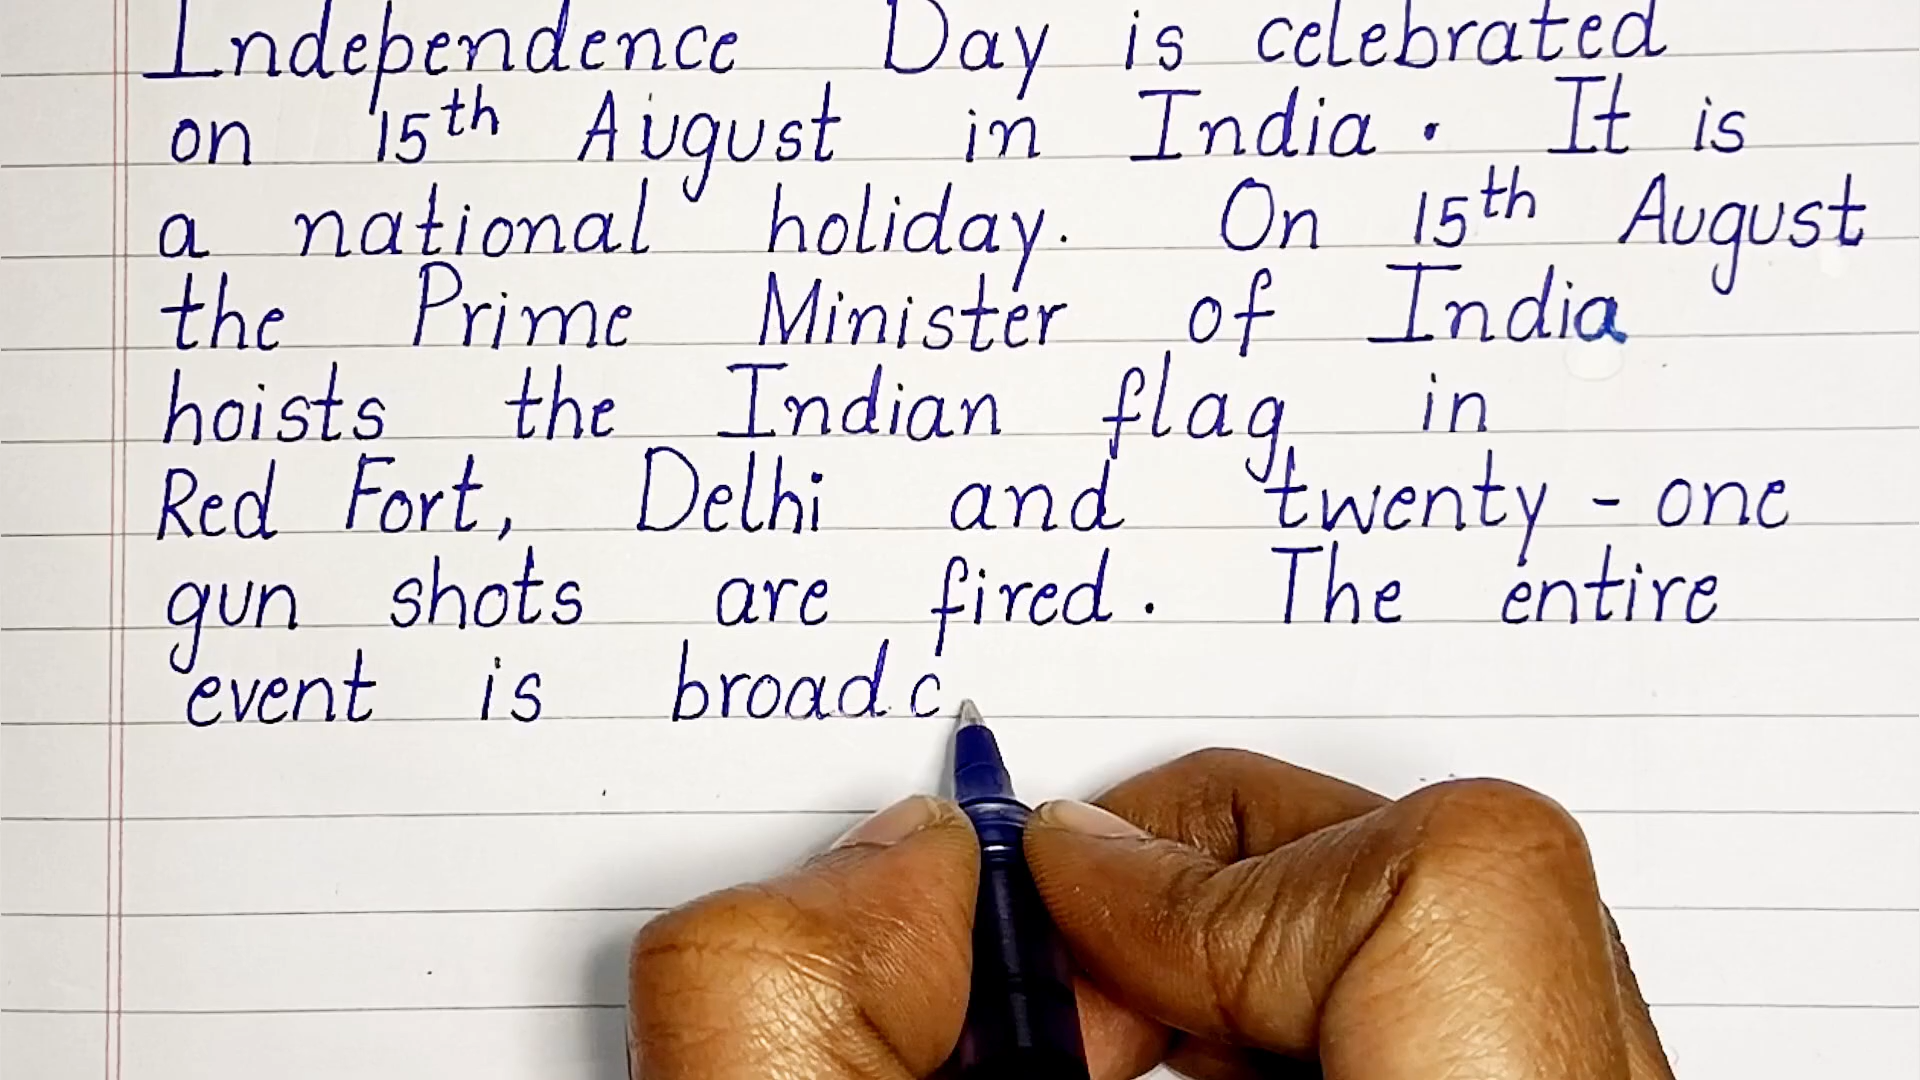 Independence Day is celebrated
on 15th August in India. It is
a national holiday. On 15th August
the Prime Minister of India
hoists the Indian flag in
Red Fort, Delhi and twenty-one
gun shots are fired. The entire
event is broadc